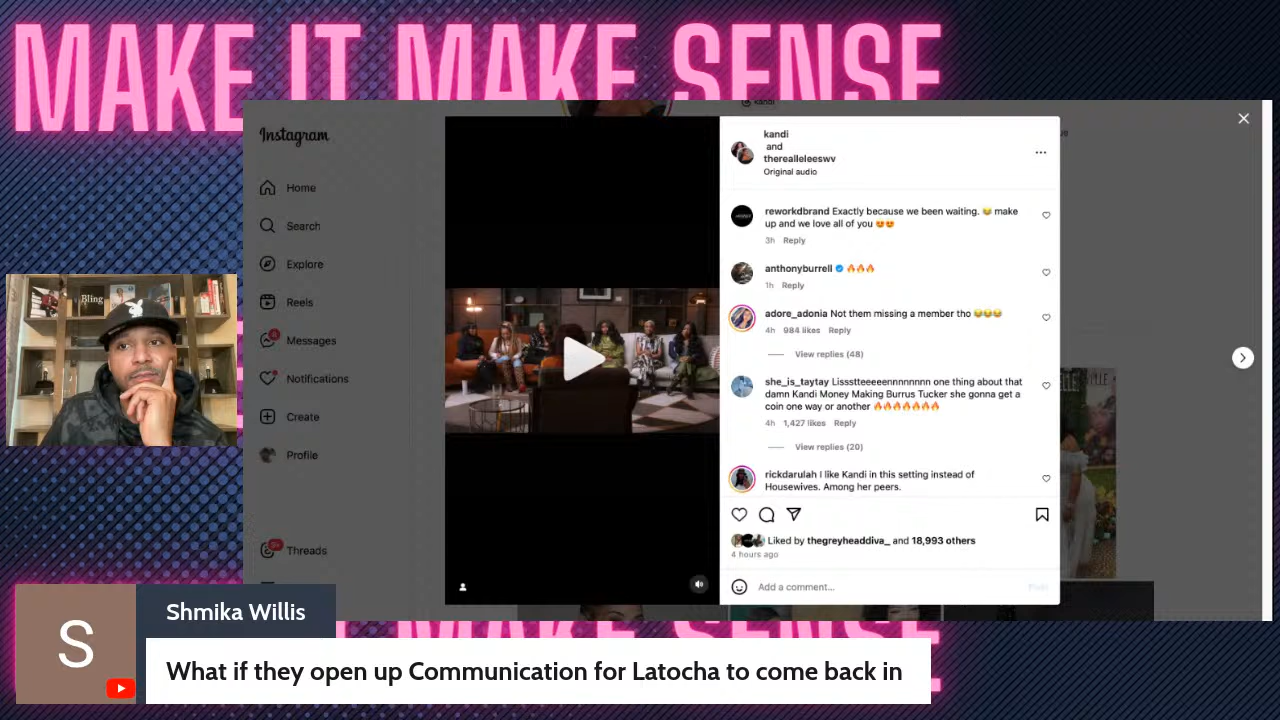 MAKE IT MAKE SENSE
kandi
Instagram
Home
Search
Explore
Reels
Messages
Notifications
Create
Profile
Threads
Bling
kandi
and
therealleleeswv
Original audio
reworkdbrand Exactly because we been waiting. 😂 make
up and we love all of you 😍😍
3h Reply
anthonyburrell 🔥🔥🔥
1h Reply
adore_adonia Not them missing a member tho 😂😂😂
4h 984 likes Reply
View replies (48)
she_is_taytay Lissstteeeeennnnnnnn one thing about that
damn Kandi Money Making Burrus Tucker she gonna get a
coin one way or another 🔥🔥🔥🔥🔥🔥🔥
4h 1,427 likes Reply
View replies (20)
rickdarulah I like Kandi in this setting instead of
Housewives. Among her peers.
Liked by thegreyheaddiva_ and 18,993 others
4 hours ago
Add a comment...
Post
S
Shmika Willis
What if they open up Communication for Latocha to come back in